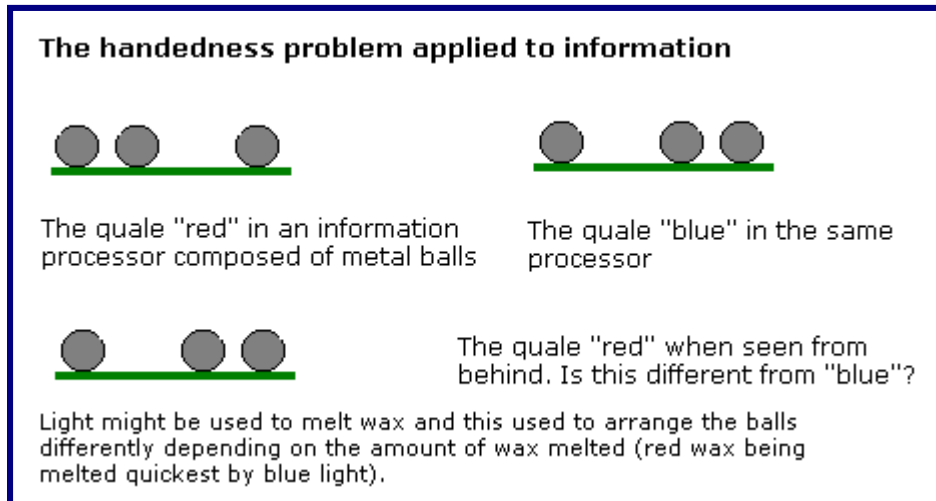 The handedness problem applied to information
The quale "red" in an information
processor composed of metal balls
The quale "blue" in the same
processor
The quale "red" when seen from
behind. Is this different from "blue"?
Light might be used to melt wax and this used to arrange the balls
differently depending on the amount of wax melted (red wax being
melted quickest by blue light).